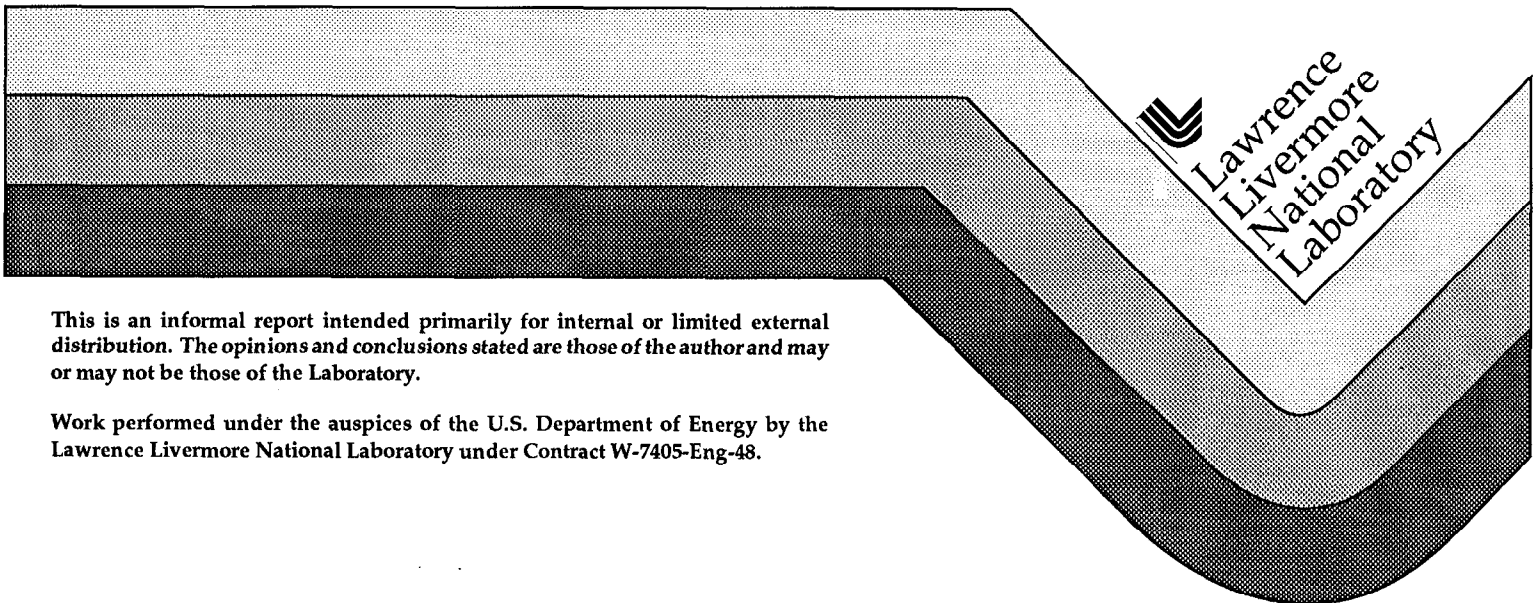 Lawrence
Livermore
National
Laboratory
This is an informal report intended primarily for internal or limited external
distribution. The opinions and conclusions stated are those of the author and may
or may not be those of the Laboratory.
Work performed under the auspices of the U.S. Department of Energy by the
Lawrence Livermore National Laboratory under Contract W-7405-Eng-48.